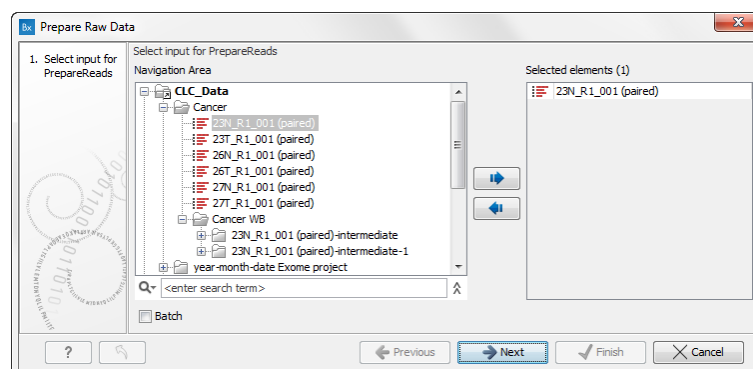 Bx Prepare Raw Data
1. Select input for PrepareReads
Select input for PrepareReads
Navigation Area
CLC_Data
Cancer
23N_R1_001 (paired)
23T_R1_001 (paired)
26N_R1_001 (paired)
26T_R1_001 (paired)
27N_R1_001 (paired)
27T_R1_001 (paired)
Cancer WB
23N_R1_001 (paired)-intermediate
23N_R1_001 (paired)-intermediate-1
year-month-date Exome project
<enter search term>
Batch
Selected elements (1)
23N_R1_001 (paired)
?
Previous
Next
Finish
Cancel